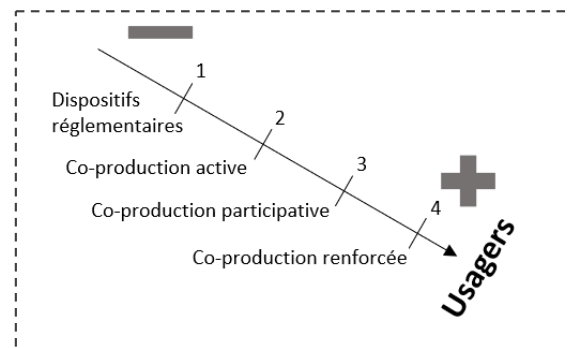 1
Dispositifs
réglementaires
2
Co-production active
3
Co-production participative
4
Co-production renforcée
Usagers